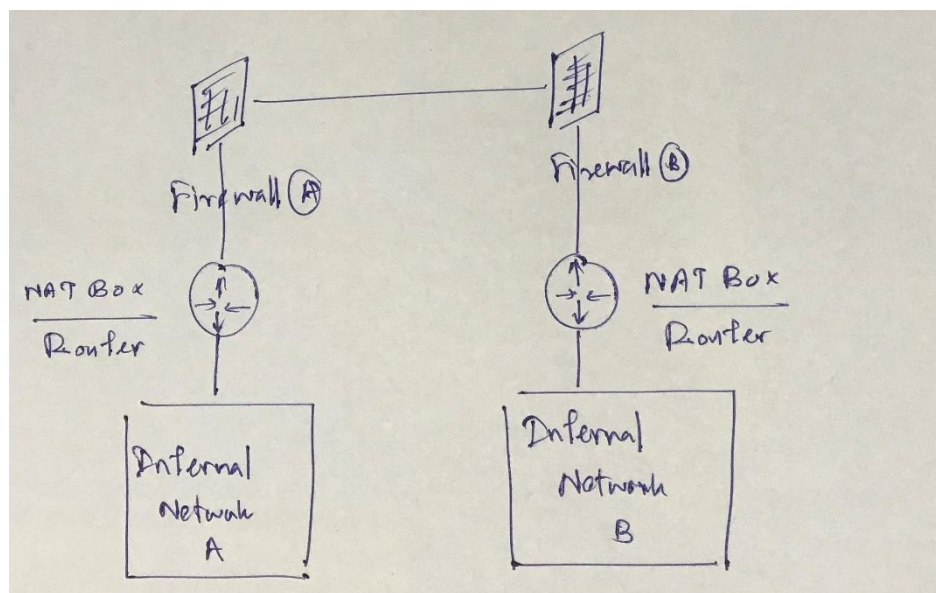 Firewall A
Firewall B
NAT Box
Router
NAT Box
Router
Internal
Network
A
Internal
Network
B